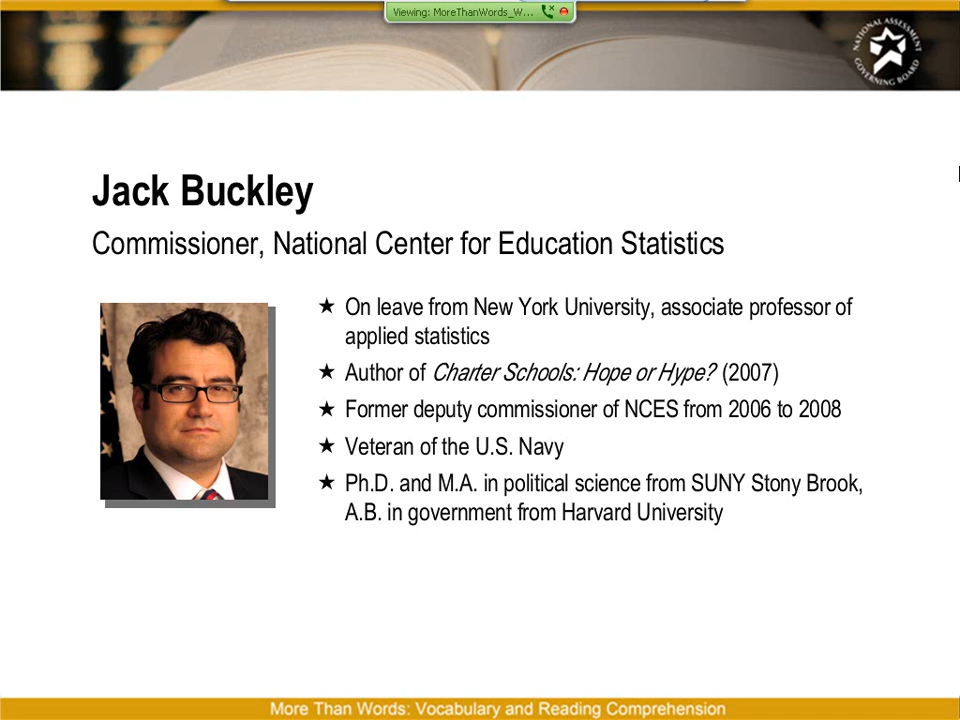 Viewing: MoreThanWords_W...
NATIONAL ASSESSMENT
GOVERNING BOARD
Jack Buckley
Commissioner, National Center for Education Statistics
★ On leave from New York University, associate professor of
applied statistics
★ Author of Charter Schools: Hope or Hype? (2007)
★ Former deputy commissioner of NCES from 2006 to 2008
★ Veteran of the U.S. Navy
★ Ph.D. and M.A. in political science from SUNY Stony Brook,
A.B. in government from Harvard University
More Than Words: Vocabulary and Reading Comprehension